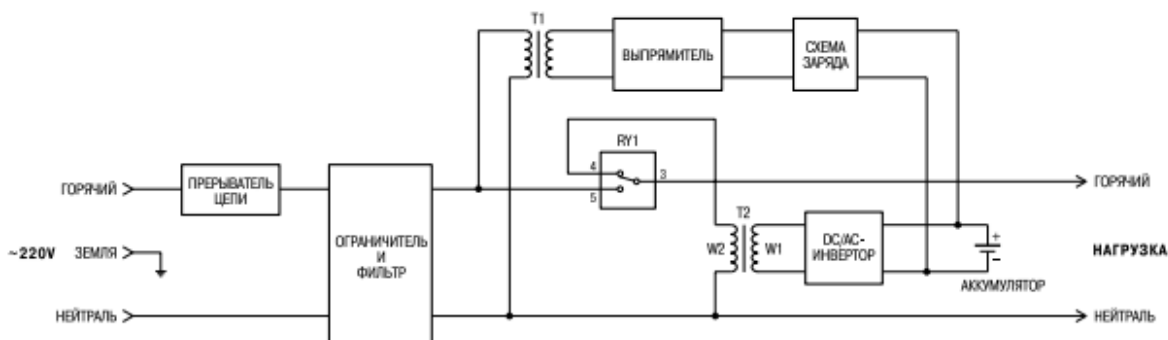 T1
ВЫПРЯМИТЕЛЬ
СХЕМА
ЗАРЯДА
RY1
4
3
5
ГОРЯЧИЙ
ПРЕРЫВАТЕЛЬ
ЦЕПИ
ГОРЯЧИЙ
~220V
ЗЕМЛЯ
ОГРАНИЧИТЕЛЬ
И
ФИЛЬТР
T2
W2
W1
DC/AC-
ИНВЕРТОР
+
–
АККУМУЛЯТОР
НАГРУЗКА
НЕЙТРАЛЬ
НЕЙТРАЛЬ